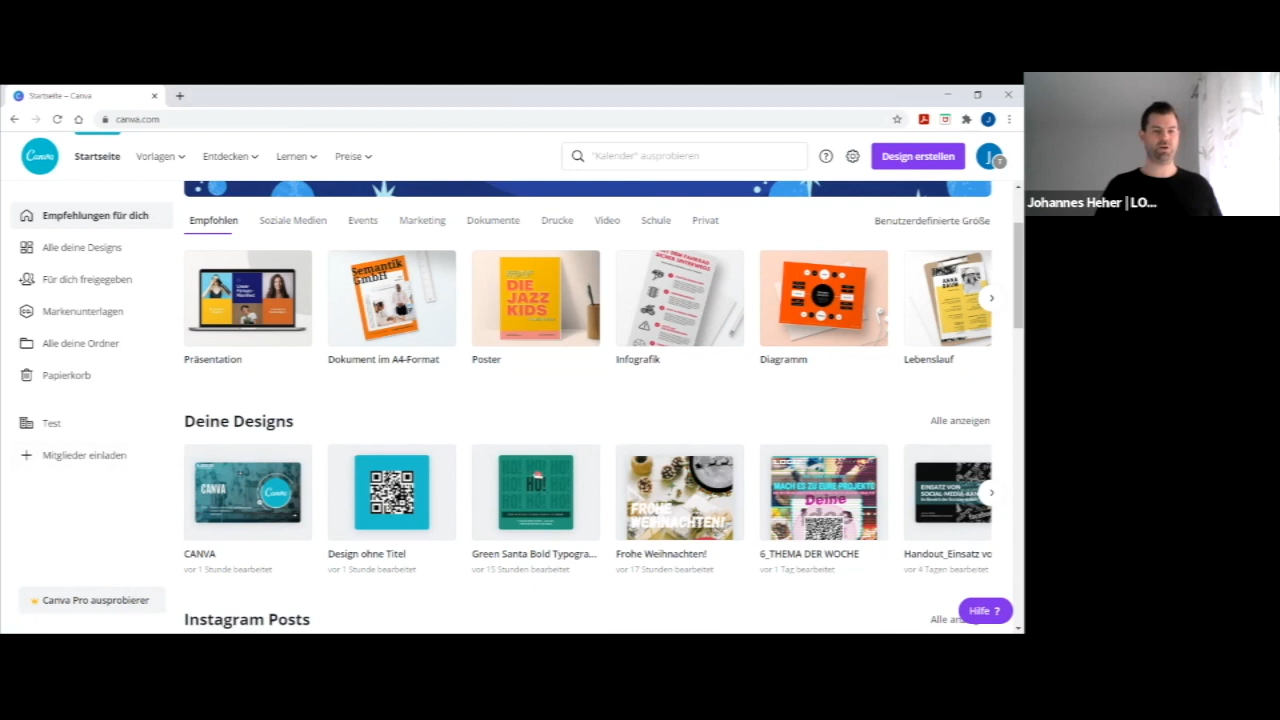 Startseite – Canva
canva.com
Canva
Startseite
Vorlagen
Entdecken
Lernen
Preise
"Kalender" ausprobieren
Design erstellen
J
T
Johannes Heher | LO...
Empfehlungen für dich
Alle deine Designs
Für dich freigegeben
Markenunterlagen
Alle deine Ordner
Papierkorb
Test
Mitglieder einladen
Canva Pro ausprobierer
Empfohlen
Soziale Medien
Events
Marketing
Dokumente
Drucke
Video
Schule
Privat
Benutzerdefinierte Größe
Semantik
GmbH
DIE
JAZZ
KIDS
Präsentation
Dokument im A4-Format
Poster
Infografik
Diagramm
Lebenslauf
Deine Designs
Alle anzeigen
CANVA
Canva
HO! HO! HO!
HO!
FROHE
WEIHNACHTEN!
MACH ES ZU EURE PROJEKTE
Deine
EINSATZ VON
CANVA
Design ohne Titel
Green Santa Bold Typogra...
Frohe Weihnachten!
6_THEMA DER WOCHE
Handout_Einsatz vo
vor 1 Stunde bearbeitet
vor 1 Stunde bearbeitet
vor 15 Stunden bearbeitet
vor 17 Stunden bearbeitet
vor 1 Tag bearbeitet
vor 4 Tagen bearbeitet
Instagram Posts
Hilfe ?